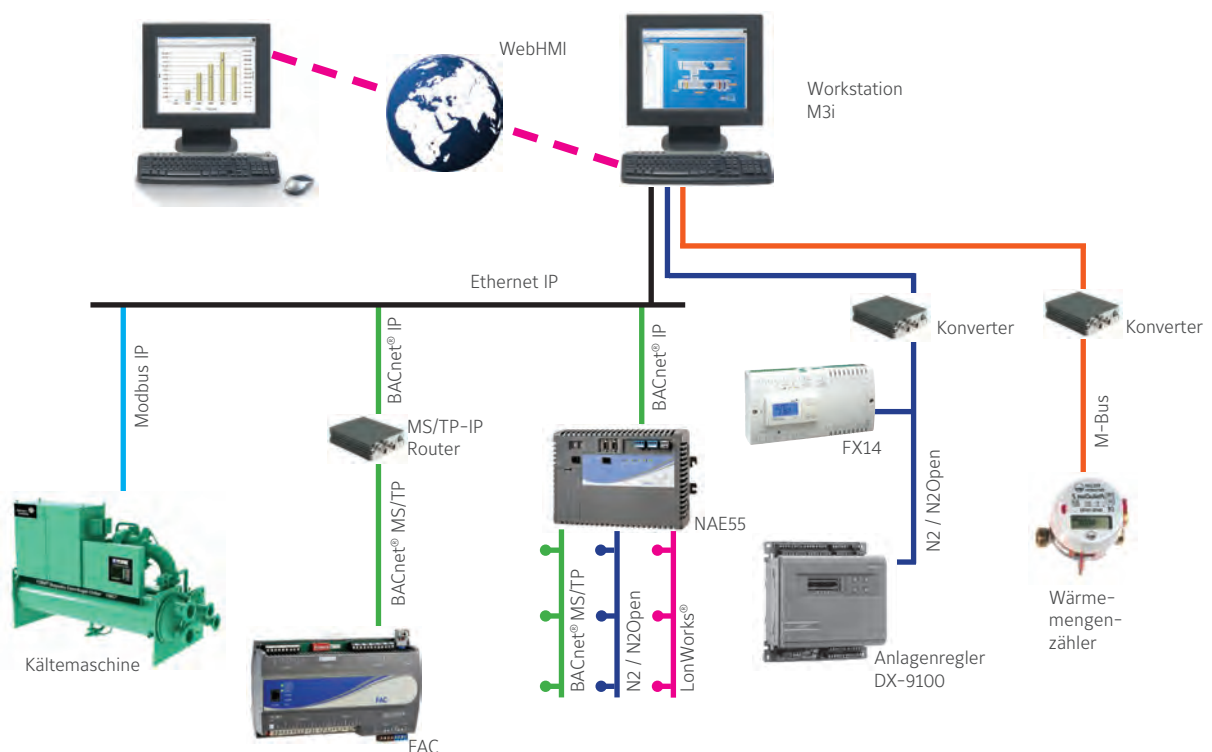 WebHMI
Workstation
M3i
Ethernet IP
Modbus IP
BACnet® IP
BACnet® IP
MS/TP-IP
Router
Konverter
Konverter
FX14
M-Bus
N2 / N2Open
BACnet® MS/TP
NAE55
BACnet® MS/TP
N2 / N2Open
LonWorks®
Kältemaschine
FAC
FAC
Anlagenregler
DX-9100
Wärme-
mengen-
zähler